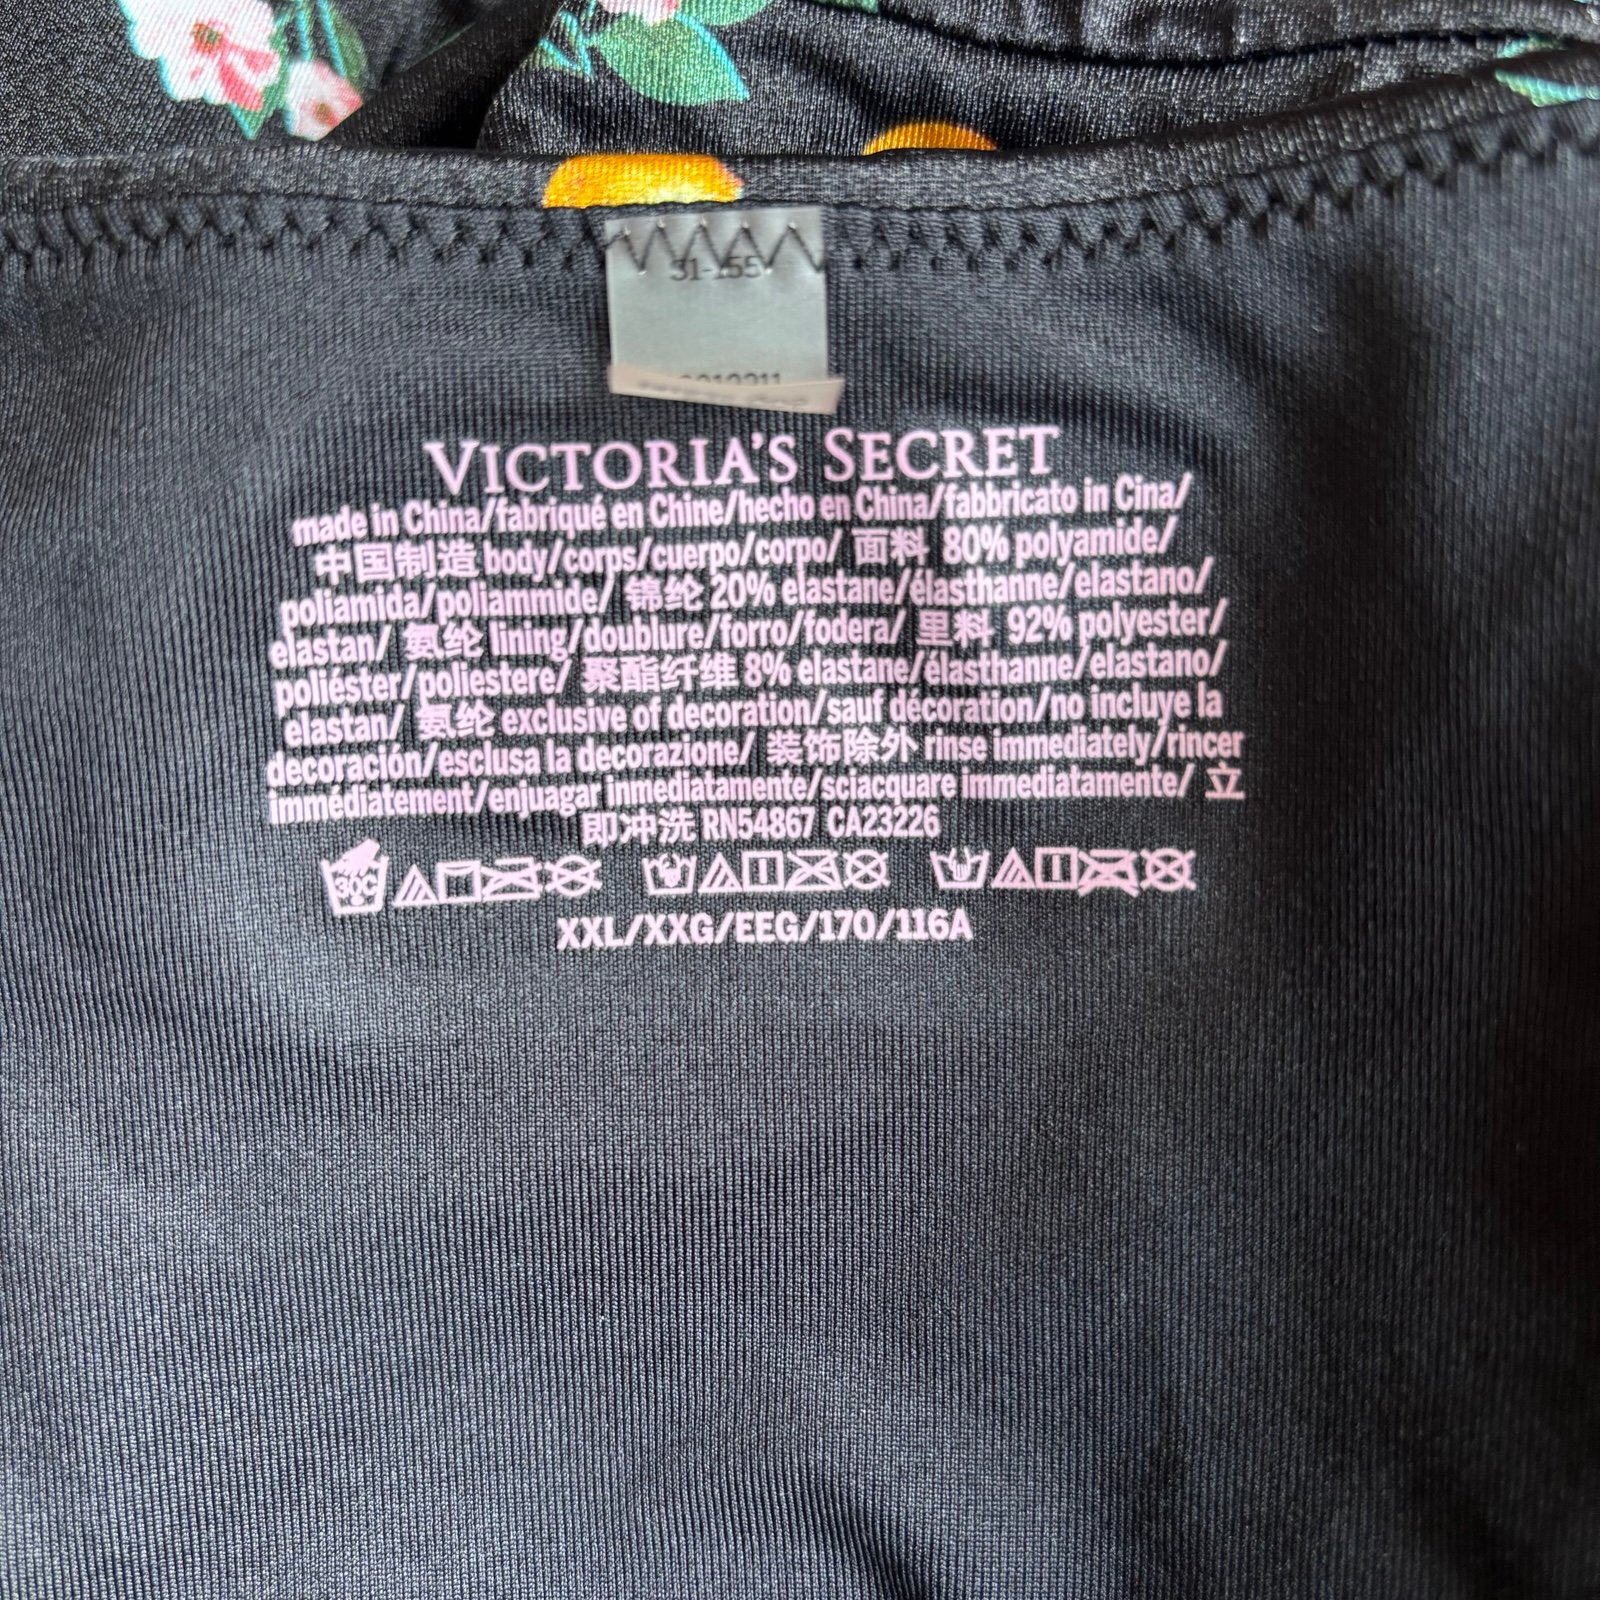 31-155
VICTORIA'S SECRET
made in China/fabriqué en Chine/hecho en China/fabbricato in Cina/
中国制造 body/corps/cuerpo/corpo/ 面料 80% polyamide/
poliamida/poliammide/ 锦纶 20% elastane/élasthanne/elastano/
elastan/ 氨纶 lining/doublure/forro/fodera/ 里料 92% polyester/
poliéster/poliestere/ 聚酯纤维 8% elastane/élasthanne/elastano/
elastan/ 氨纶 exclusive of decoration/sauf décoration/no incluye la
decoración/esclusa la decorazione/ 装饰除外 rinse immediately/rincer
immédiatement/enjuagar inmediatamente/sciacquare immediatamente/ 立
即冲洗 RN54867 CA23226
30C
XXL/XXG/EEG/170/116A